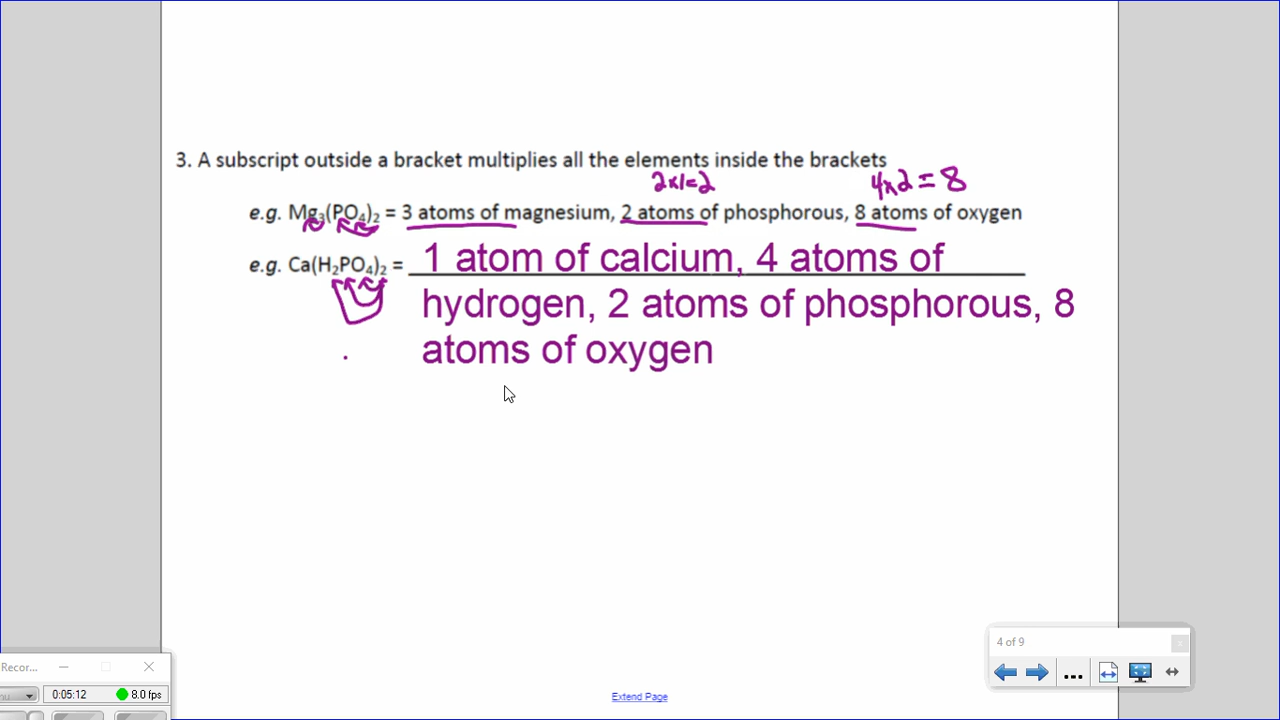 3. A subscript outside a bracket multiplies all the elements inside the brackets
2x1=2
4x2=8
e.g. Mg₃(PO₄)₂ = 3 atoms of magnesium, 2 atoms of phosphorous, 8 atoms of oxygen
e.g. Ca(H₂PO₄)₂ = 1 atom of calcium, 4 atoms of
hydrogen, 2 atoms of phosphorous, 8
atoms of oxygen
4 of 9
Recor...
0:05:12 8.0 fps
Extend Page